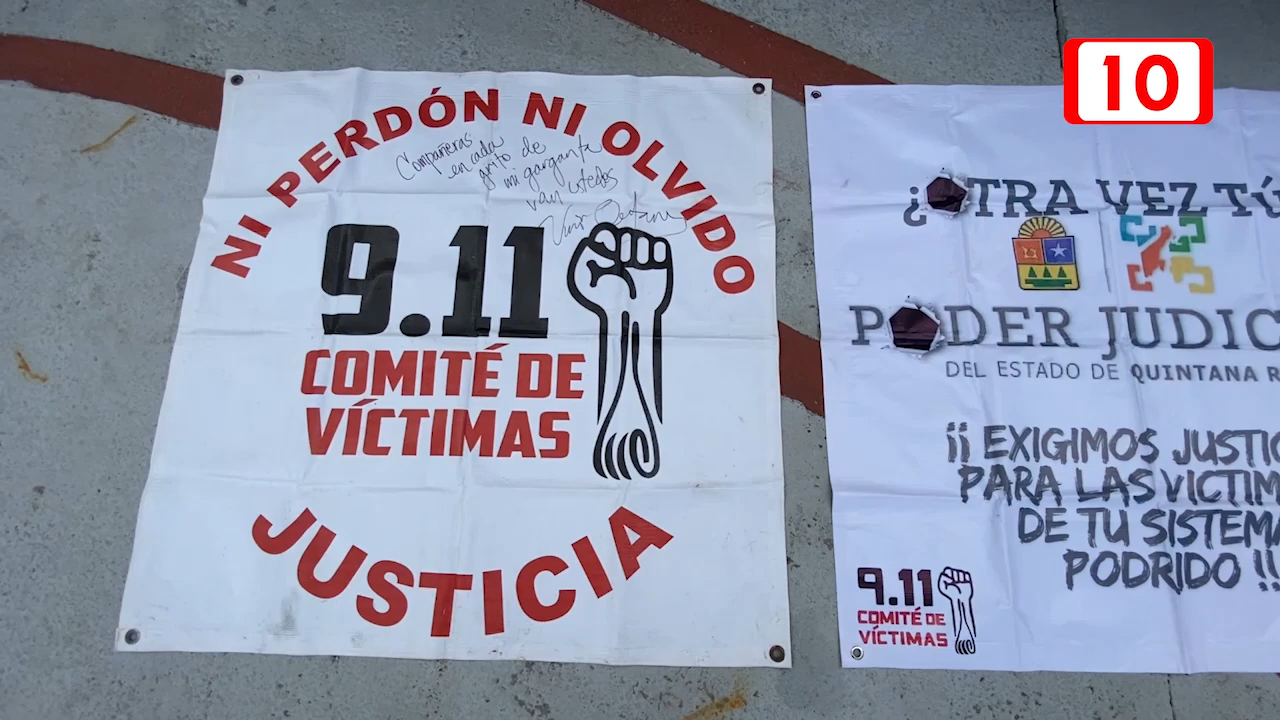 10
NI PERDÓN NI OLVIDO
Compañeras
en cada
grito de
mi garganta
van ustedes
9.11
COMITÉ DE
VÍCTIMAS
JUSTICIA
¿OTRA VEZ TÚ
PODER JUDIC
DEL ESTADO DE QUINTANA R
¡¡ EXIGIMOS JUSTIC
PARA LAS VICTIM
DE TU SISTEMA
PODRIDO !!
9.11
COMITÉ DE
VÍCTIMAS